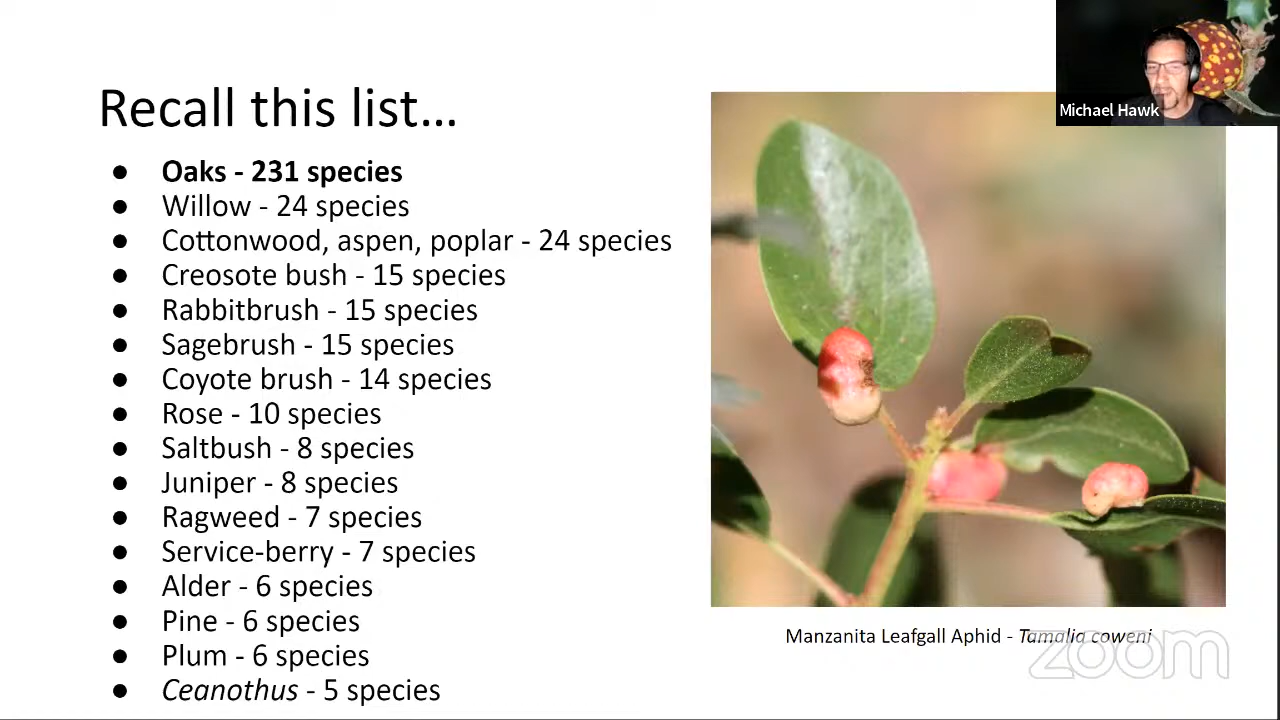 Michael Hawk
Recall this list...
● Oaks - 231 species
● Willow - 24 species
● Cottonwood, aspen, poplar - 24 species
● Creosote bush - 15 species
● Rabbitbrush - 15 species
● Sagebrush - 15 species
● Coyote brush - 14 species
● Rose - 10 species
● Saltbush - 8 species
● Juniper - 8 species
● Ragweed - 7 species
● Service-berry - 7 species
● Alder - 6 species
● Pine - 6 species
● Plum - 6 species
● Ceanothus - 5 species
Manzanita Leafgall Aphid - Tamalia coweni
zoom